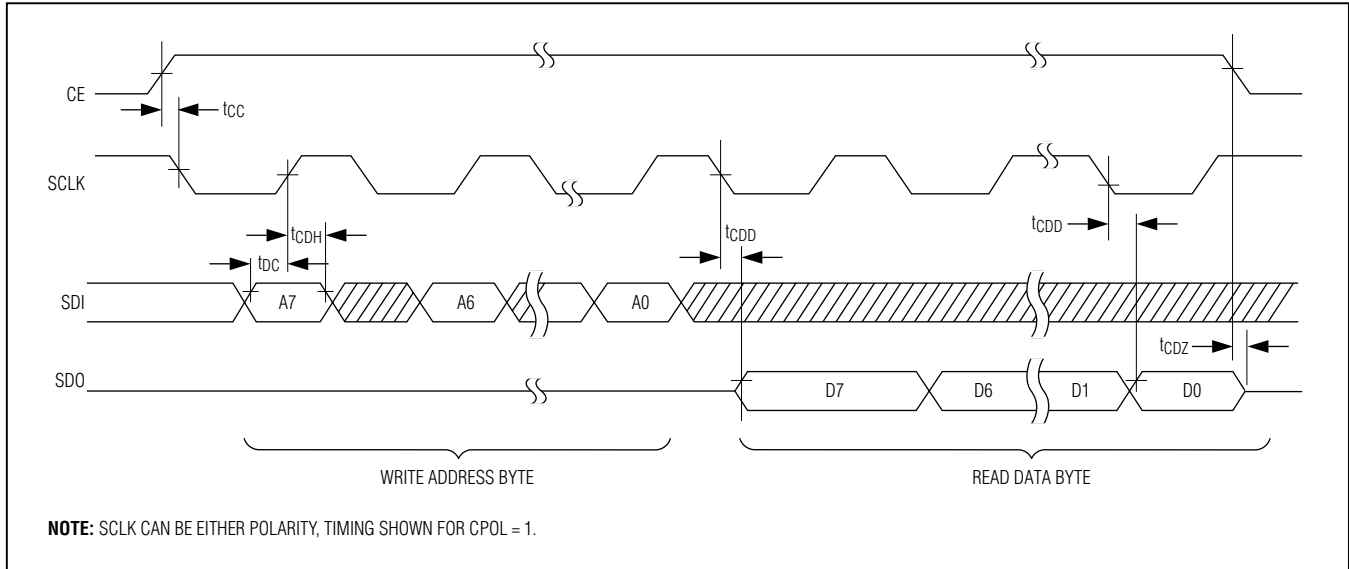 CE
tCC
SCLK
tCDH
tCDD
tCDD
tDC
SDI
A7
A6
A0
tCDZ
SDO
D7
D6
D1
D0
WRITE ADDRESS BYTE
READ DATA BYTE
NOTE: SCLK CAN BE EITHER POLARITY, TIMING SHOWN FOR CPOL = 1.